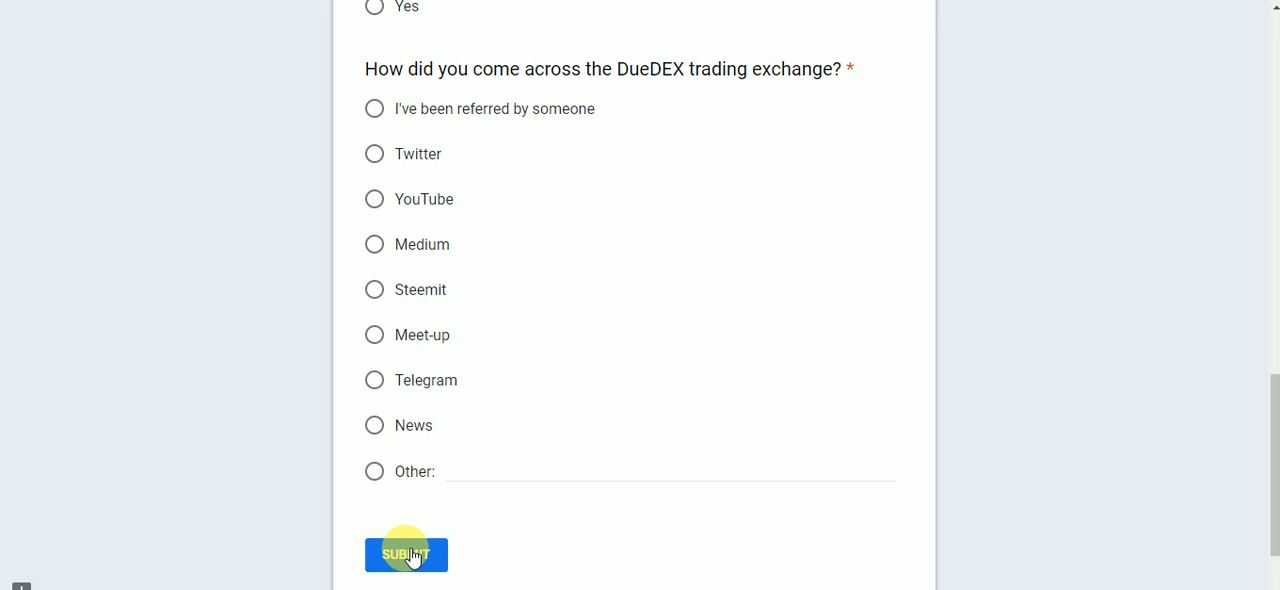 Yes
How did you come across the DueDEX trading exchange? *
I've been referred by someone
Twitter
YouTube
Medium
Steemit
Meet-up
Telegram
News
Other:
SUBMIT